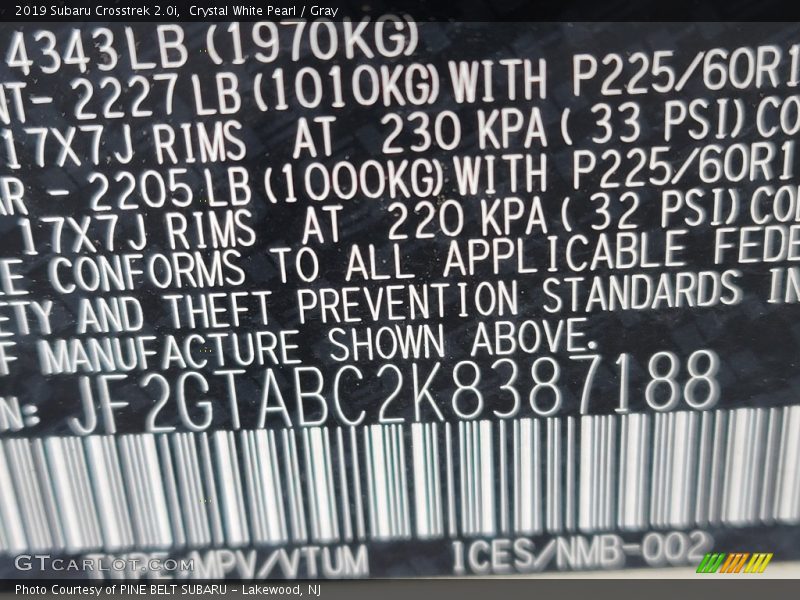 2019 Subaru Crosstrek 2.0i,  Crystal White Pearl / Gray
4343 LB (1970KG)
NT- 2227 LB (1010KG) WITH P225/60R1
17X7J RIMS AT 230 KPA ( 33 PSI) CO
AR - 2205 LB (1000KG) WITH P225/60R1
17X7J RIMS AT 220 KPA ( 32 PSI) CO
E CONFORMS TO ALL APPLICABLE FEDE
ETY AND THEFT PREVENTION STANDARDS IN
F MANUFACTURE SHOWN ABOVE.
N: JF2GTABC2K8387188
TYPE:MPV/VTUM ICES/NMB-002
GTcarlot.com
Photo Courtesy of PINE BELT SUBARU - Lakewood, NJ